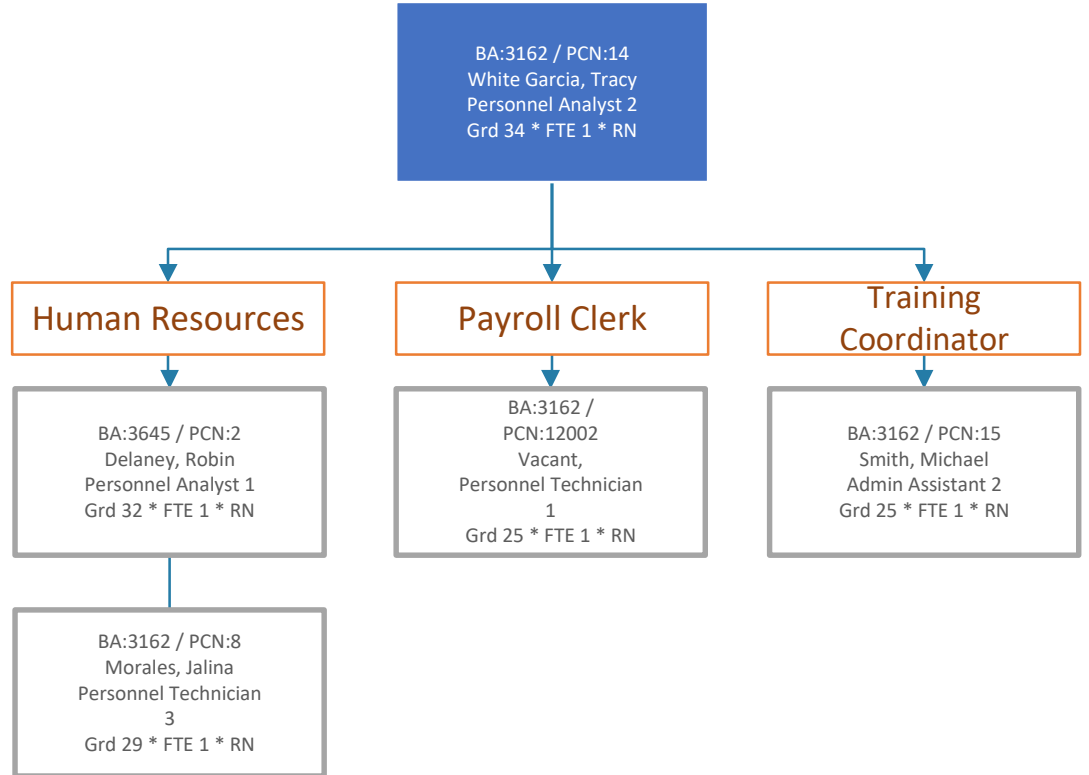 BA:3162 / PCN:14
White Garcia, Tracy
Personnel Analyst 2
Grd 34 * FTE 1 * RN
Human Resources
Payroll Clerk
Training
Coordinator
BA:3645 / PCN:2
Delaney, Robin
Personnel Analyst 1
Grd 32 * FTE 1 * RN
BA:3162 /
PCN:12002
Vacant,
Personnel Technician
1
Grd 25 * FTE 1 * RN
BA:3162 / PCN:15
Smith, Michael
Admin Assistant 2
Grd 25 * FTE 1 * RN
BA:3162 / PCN:8
Morales, Jalina
Personnel Technician
3
Grd 29 * FTE 1 * RN